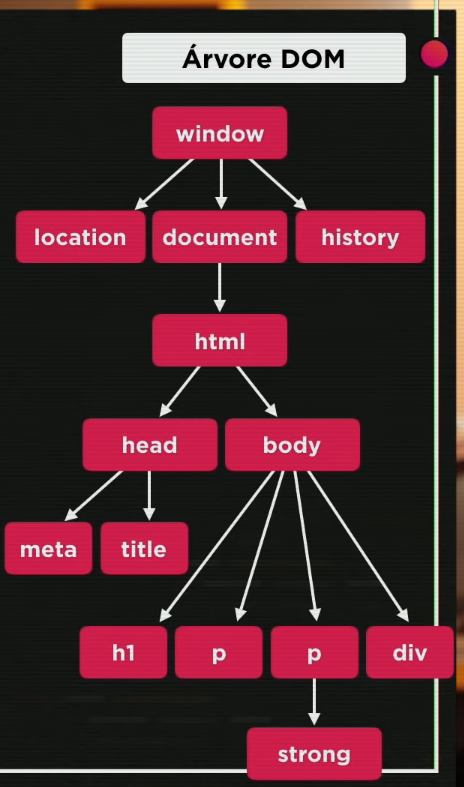 Árvore DOM
window
location document history
html
head body
meta title
h1 p p div
strong